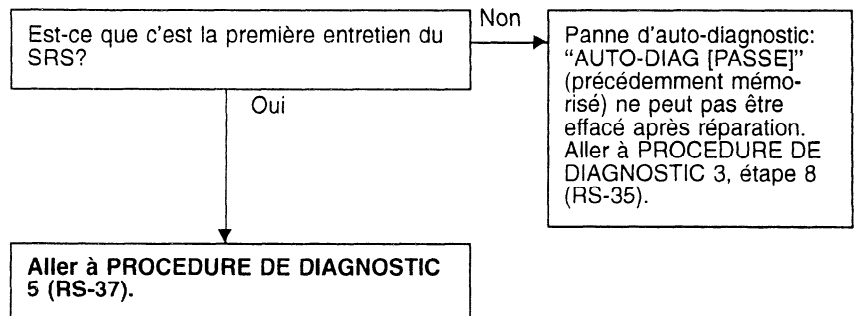 Est-ce que c'est la première entretien du
SRS?
Non
Panne d'auto-diagnostic:
"AUTO-DIAG [PASSE]"
(précédemment mémo-
risé) ne peut pas être
effacé après réparation.
Aller à PROCEDURE DE
DIAGNOSTIC 3, étape 8
(RS-35).
Oui
Aller à PROCEDURE DE DIAGNOSTIC
5 (RS-37).